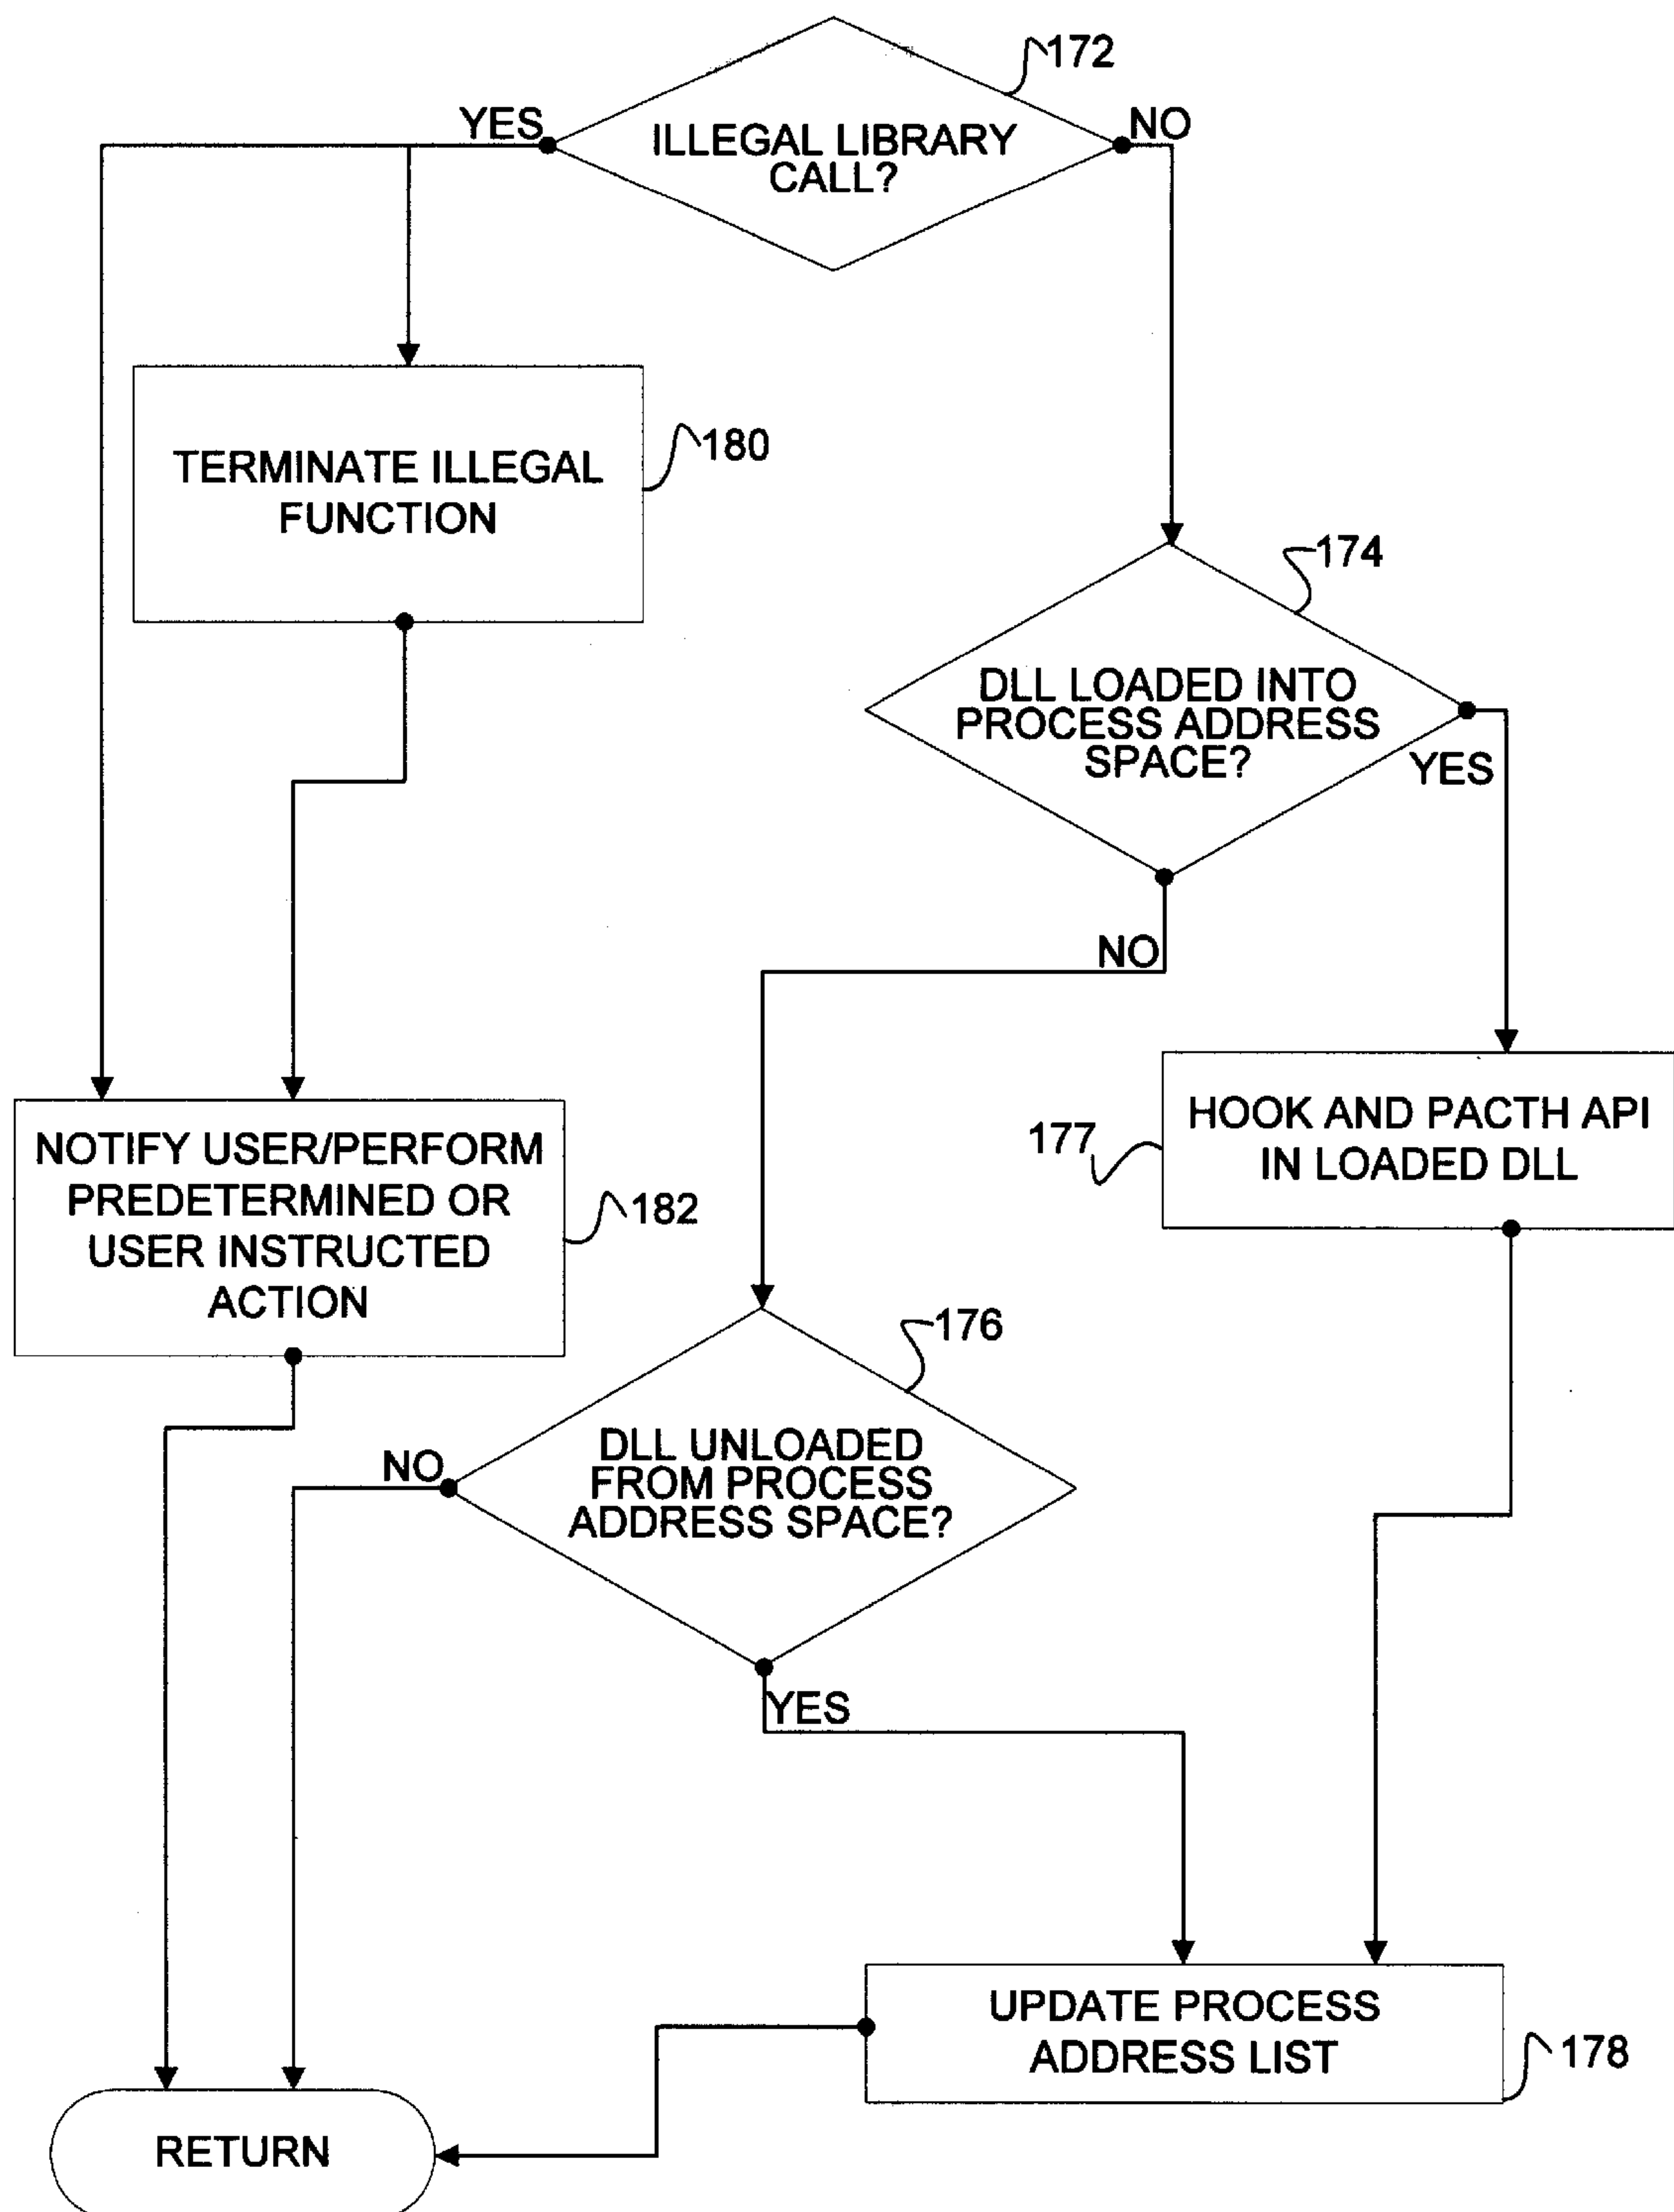 172
YES
NO
ILLEGAL LIBRARY
CALL?
180
TERMINATE ILLEGAL
FUNCTION
174
DLL LOADED INTO
PROCESS ADDRESS
SPACE?
YES
NO
HOOK AND PACTH API
IN LOADED DLL
177
NOTIFY USER/PERFORM
PREDETERMINED OR
USER INSTRUCTED
ACTION
182
176
DLL UNLOADED
FROM PROCESS
ADDRESS SPACE?
NO
YES
UPDATE PROCESS
ADDRESS LIST
178
RETURN